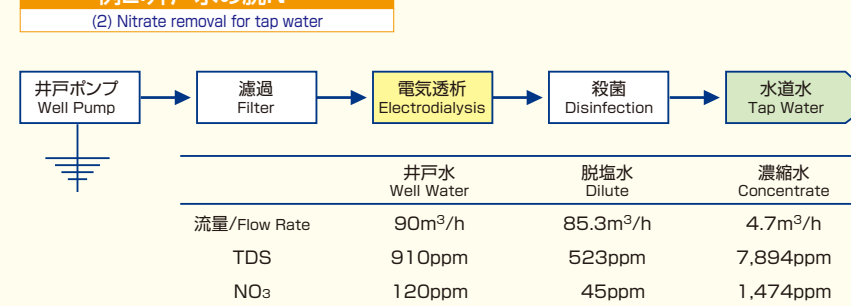 (2) Nitrate removal for tap water
井戸ポンプ
Well Pump
濾過
Filter
電気透析
Electrodialysis
殺菌
Disinfection
水道水
Tap Water
井戸水 脱塩水 濃縮水
Well Water Dilute Concentrate
流量/Flow Rate 90m³/h 85.3m³/h 4.7m³/h
TDS 910ppm 523ppm 7,894ppm
NO₃ 120ppm 45ppm 1,474ppm